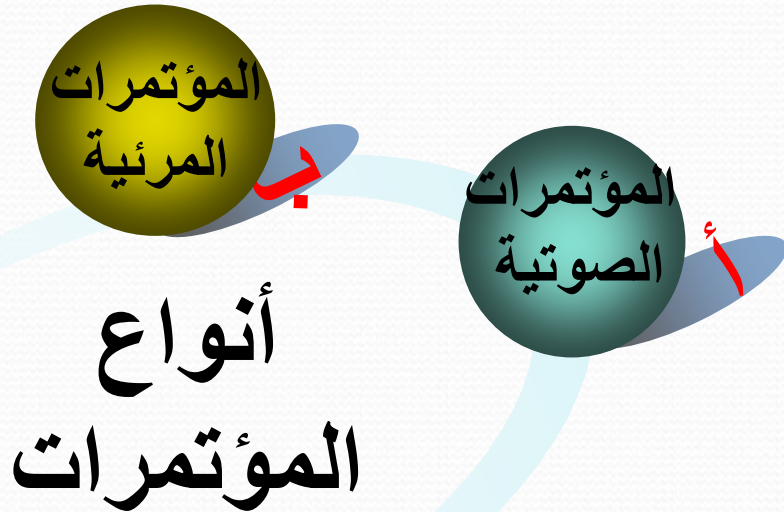 المؤتمرات
المرئية
ب
المؤتمرات
الصوتية
أ
أنواع
المؤتمرات